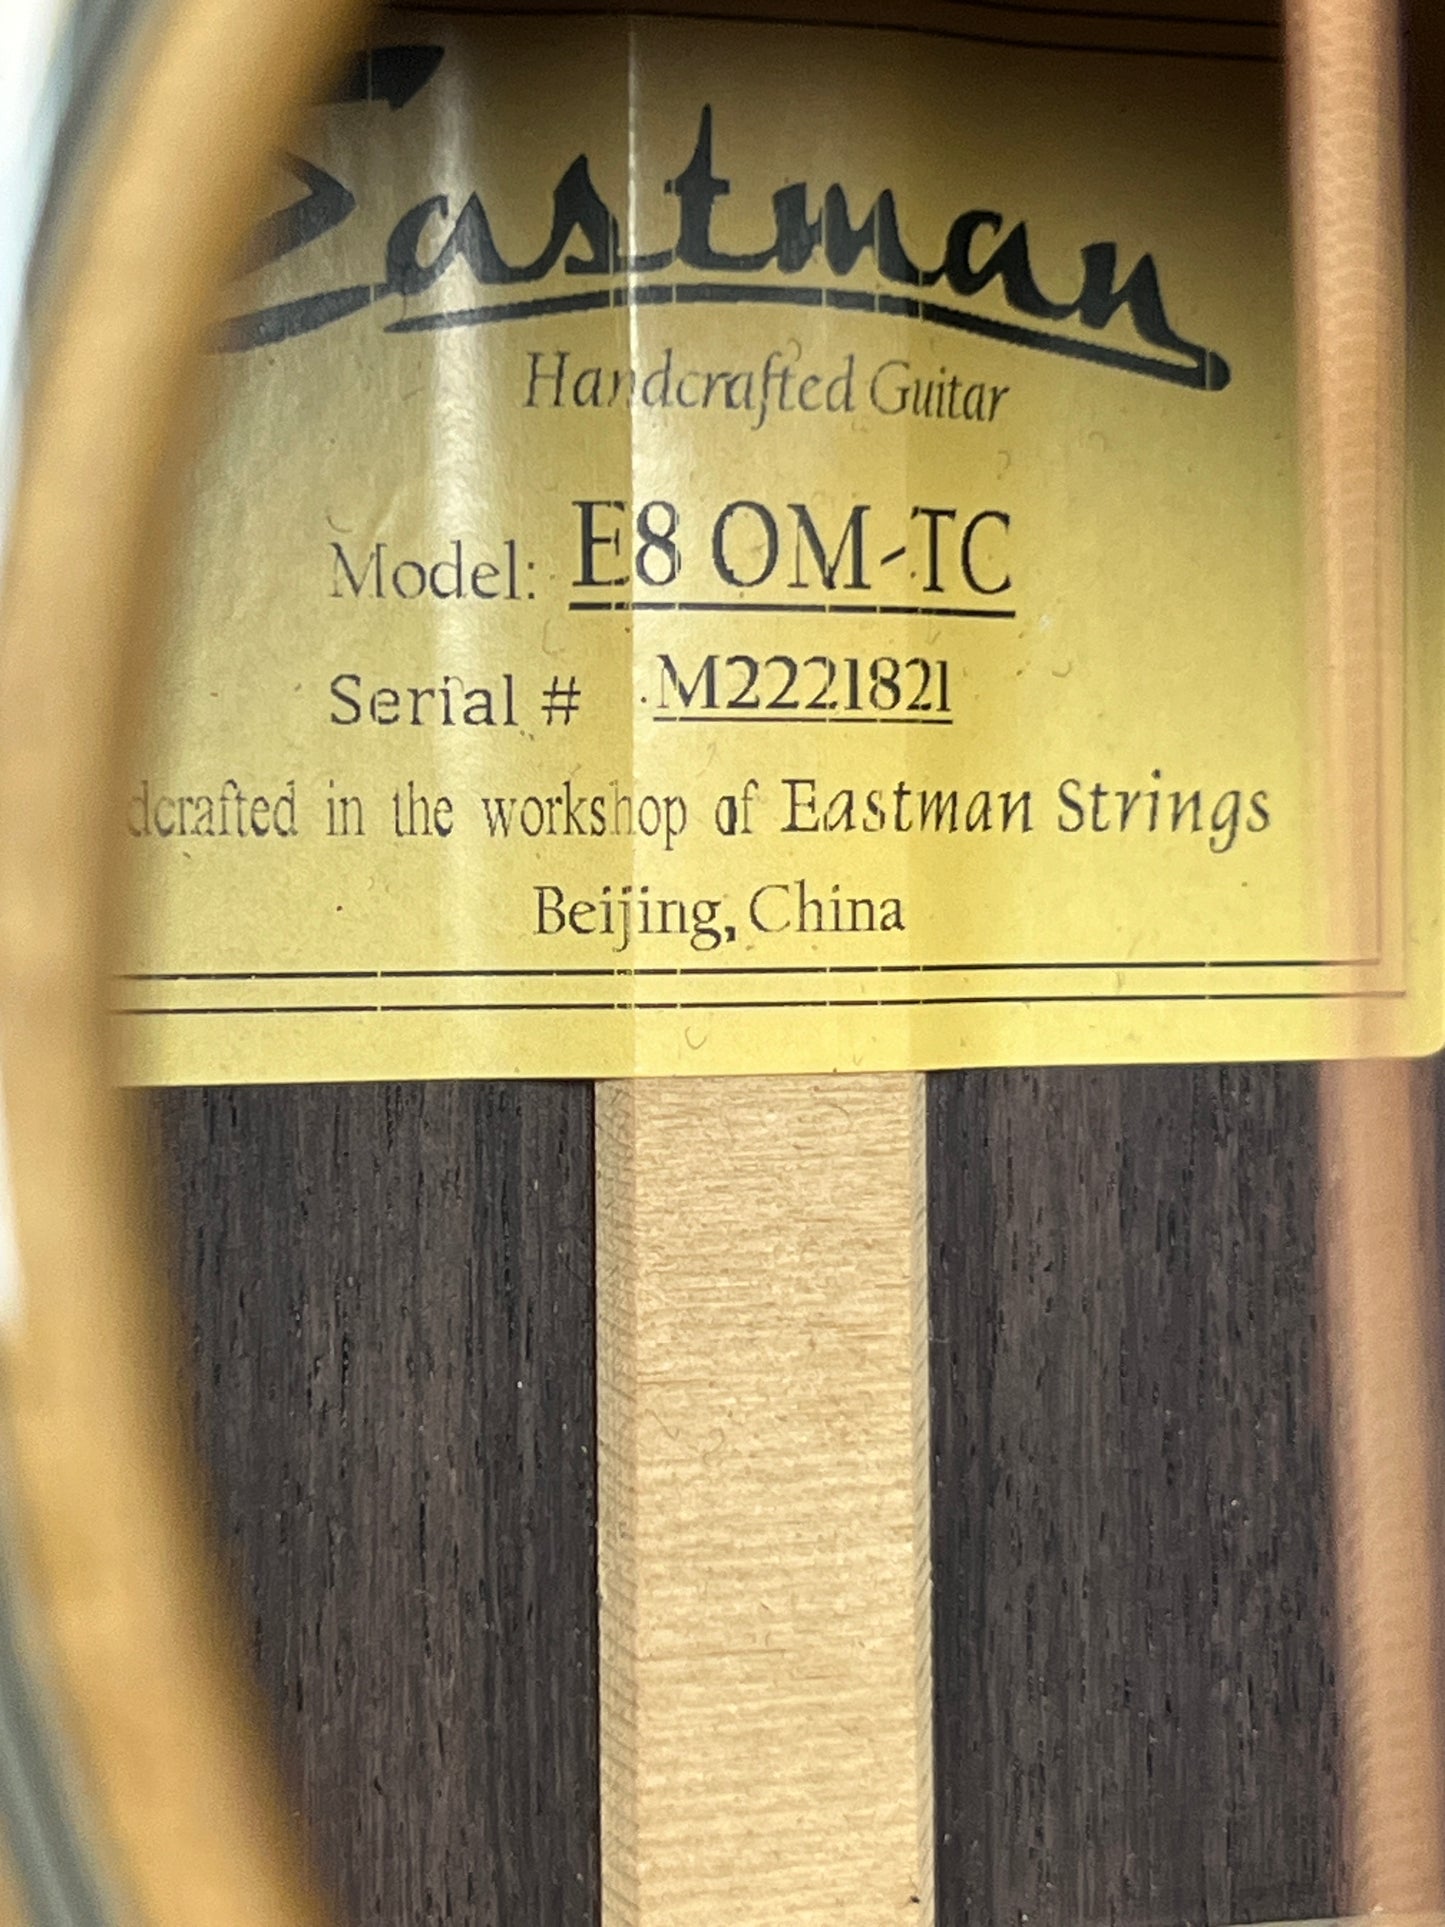 Eastman
Handcrafted Guitar
Model: E8 OM-TC
Serial # M2221821
dcrafted in the workshop of Eastman Strings
Beijing, China